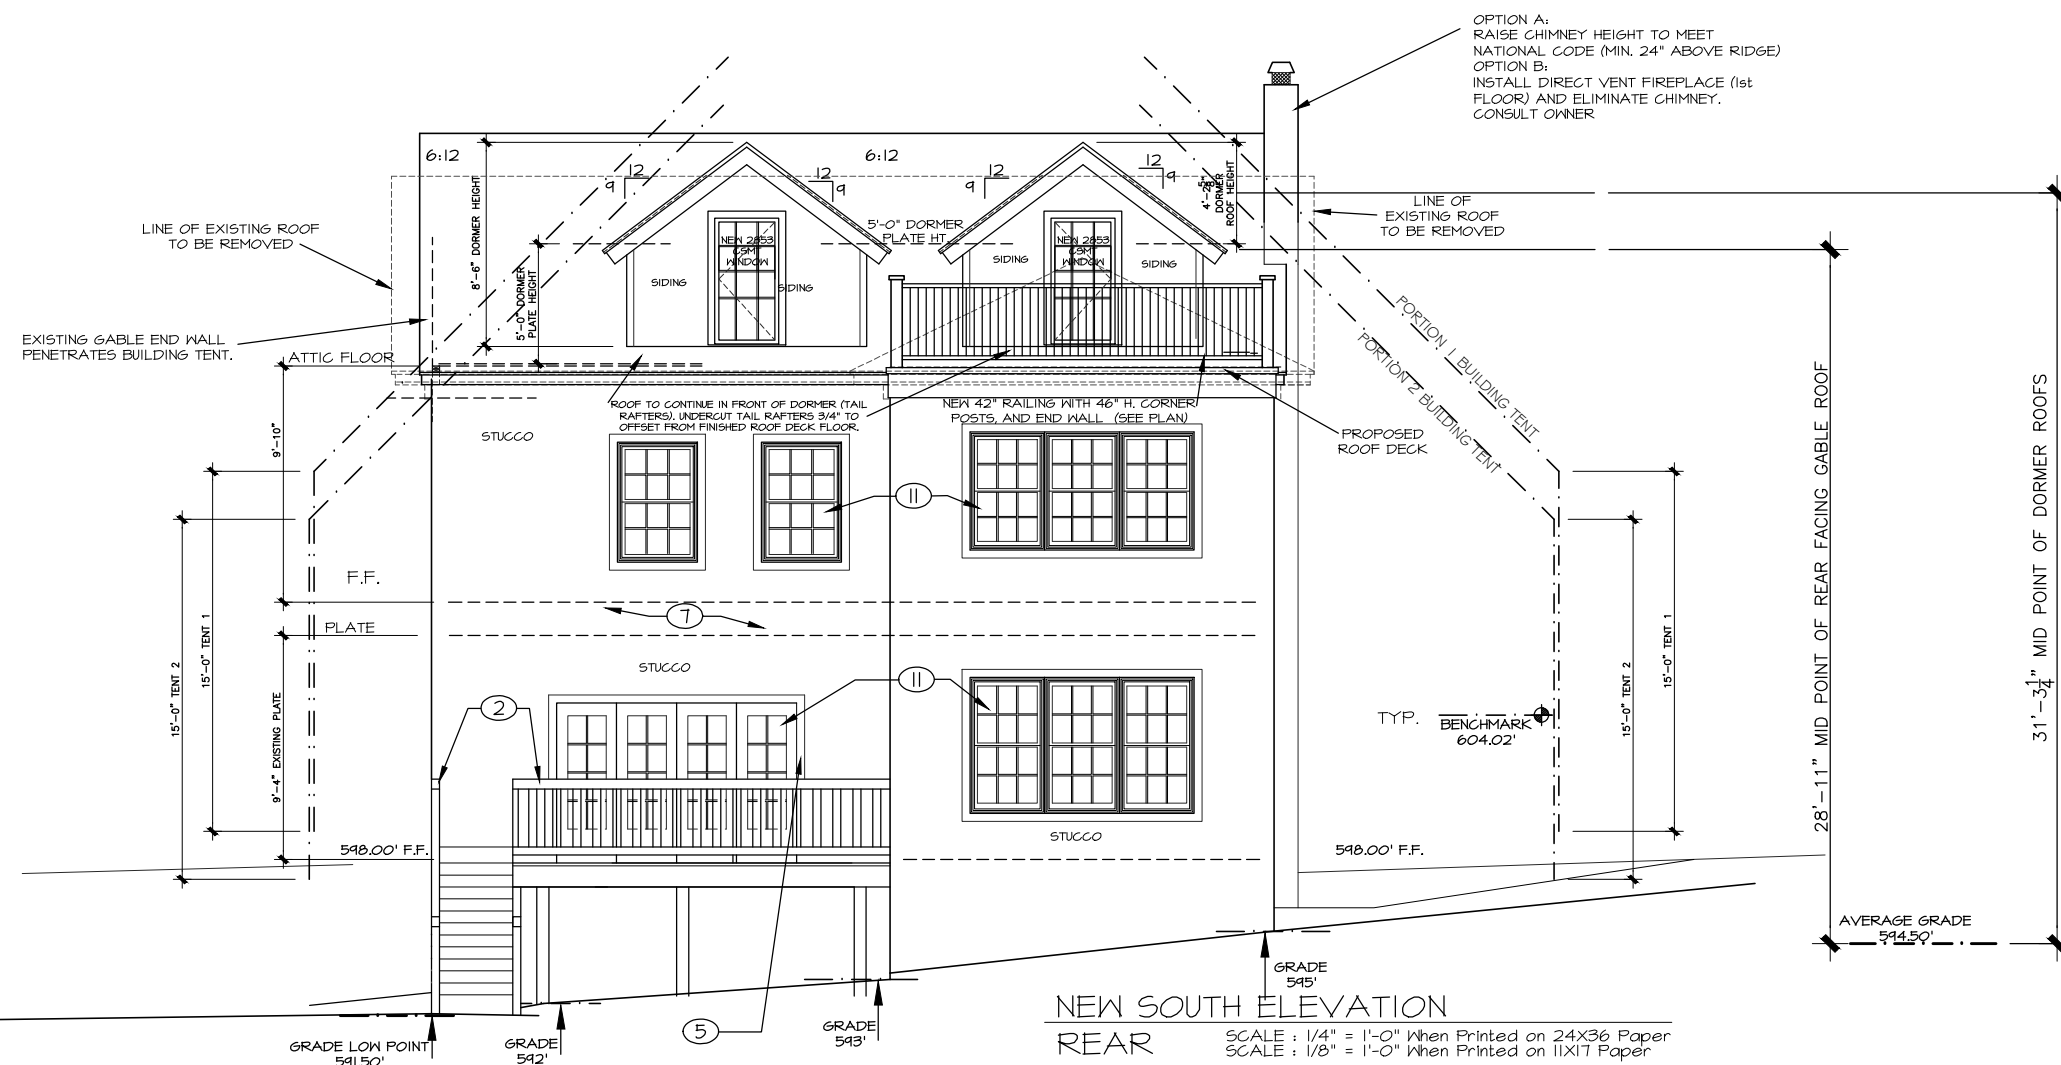 OPTION A:
RAISE CHIMNEY HEIGHT TO MEET
NATIONAL CODE (MIN. 24" ABOVE RIDGE)
OPTION B:
INSTALL DIRECT VENT FIREPLACE (1st
FLOOR) AND ELIMINATE CHIMNEY.
CONSULT OWNER
6:12
6:12
12
9
12
9
12
9
12
9
8'-6" DORMER HEIGHT
5'-0" DORMER
PLATE HEIGHT
DORMER
ROOF HEIGHT
LINE OF EXISTING ROOF
TO BE REMOVED
LINE OF
EXISTING ROOF
TO BE REMOVED
5'-0" DORMER
PLATE HT.
NEW 2853
CSMT
WINDOW
NEW 2853
CSMT
WINDOW
SIDING
SIDING
SIDING
SIDING
EXISTING GABLE END WALL
PENETRATES BUILDING TENT.
ATTIC FLOOR
PORTION 1 BUILDING TENT
PORTION 2 BUILDING TENT
ROOF TO CONTINUE IN FRONT OF DORMER (TAIL
RAFTERS). UNDERCUT TAIL RAFTERS 3/4" TO
OFFSET FROM FINISHED ROOF DECK FLOOR.
NEW 42" RAILING WITH 46" H. CORNER
POSTS, AND END WALL (SEE PLAN)
PROPOSED
ROOF DECK
STUCCO
9'-10"
11
F.F.
7
PLATE
STUCCO
11
2
15'-0" TENT 2
15'-0" TENT 1
9'-4" EXISTING PLATE
15'-0" TENT 2
15'-0" TENT 1
TYP.
BENCHMARK
604.02'
28'-11" MID POINT OF REAR FACING GABLE ROOF
31'-3 1/4" MID POINT OF DORMER ROOFS
STUCCO
598.00' F.F.
598.00' F.F.
AVERAGE GRADE
594.50'
GRADE
595'
GRADE
593'
5
GRADE
592'
GRADE LOW POINT
591.50'
NEW SOUTH ELEVATION
REAR
SCALE : 1/4" = 1'-0" When Printed on 24X36 Paper
SCALE : 1/8" = 1'-0" When Printed on 11X17 Paper